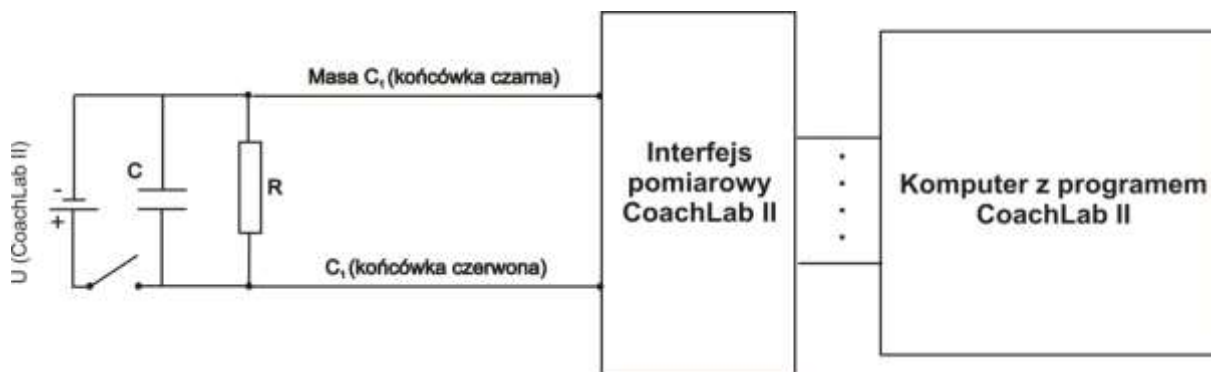 Masa C₁ (końcówka czarna)
U (CoachLab II)
-
+
C
R
C₁ (końcówka czerwona)
Interfejs
pomiarowy
CoachLab II
Komputer z programem
CoachLab II